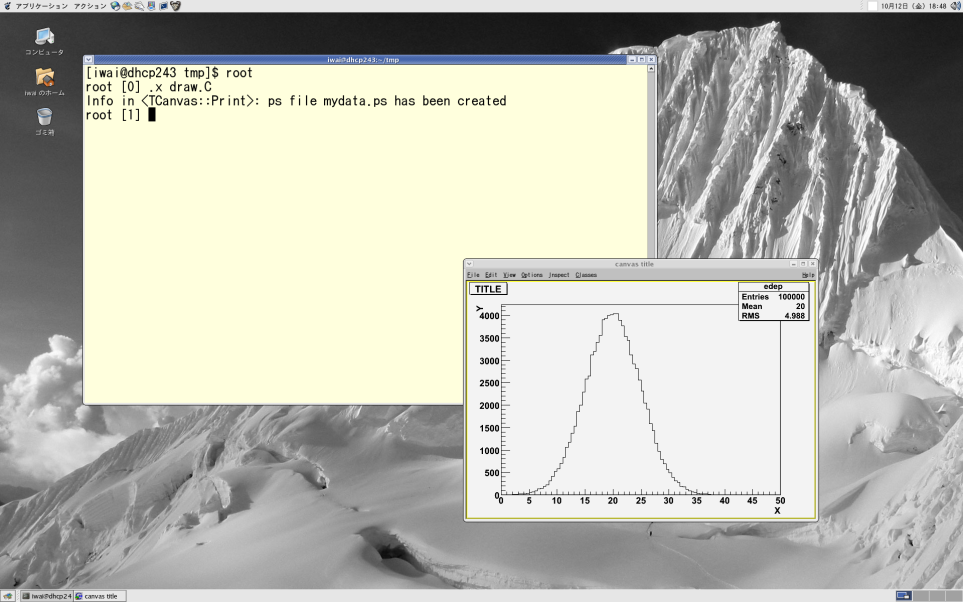 アプリケーション アクション
10月12日 (金) 18:48
コンピュータ
iwai のホーム
ゴミ箱
iwai@dhcp243:~/tmp
[iwai@dhcp243 tmp]$ root
root [0] .x draw.C
Info in <TCanvas::Print>: ps file mydata.ps has been created
root [1]
canvas title
File Edit View Options Inspect Classes Help
TITLE
edep
Entries 100000
Mean 20
RMS 4.988
Y
4000
3500
3000
2500
2000
1500
1000
500
0
0 5 10 15 20 25 30 35 40 45 50
X
iwai@dhcp24 canvas title